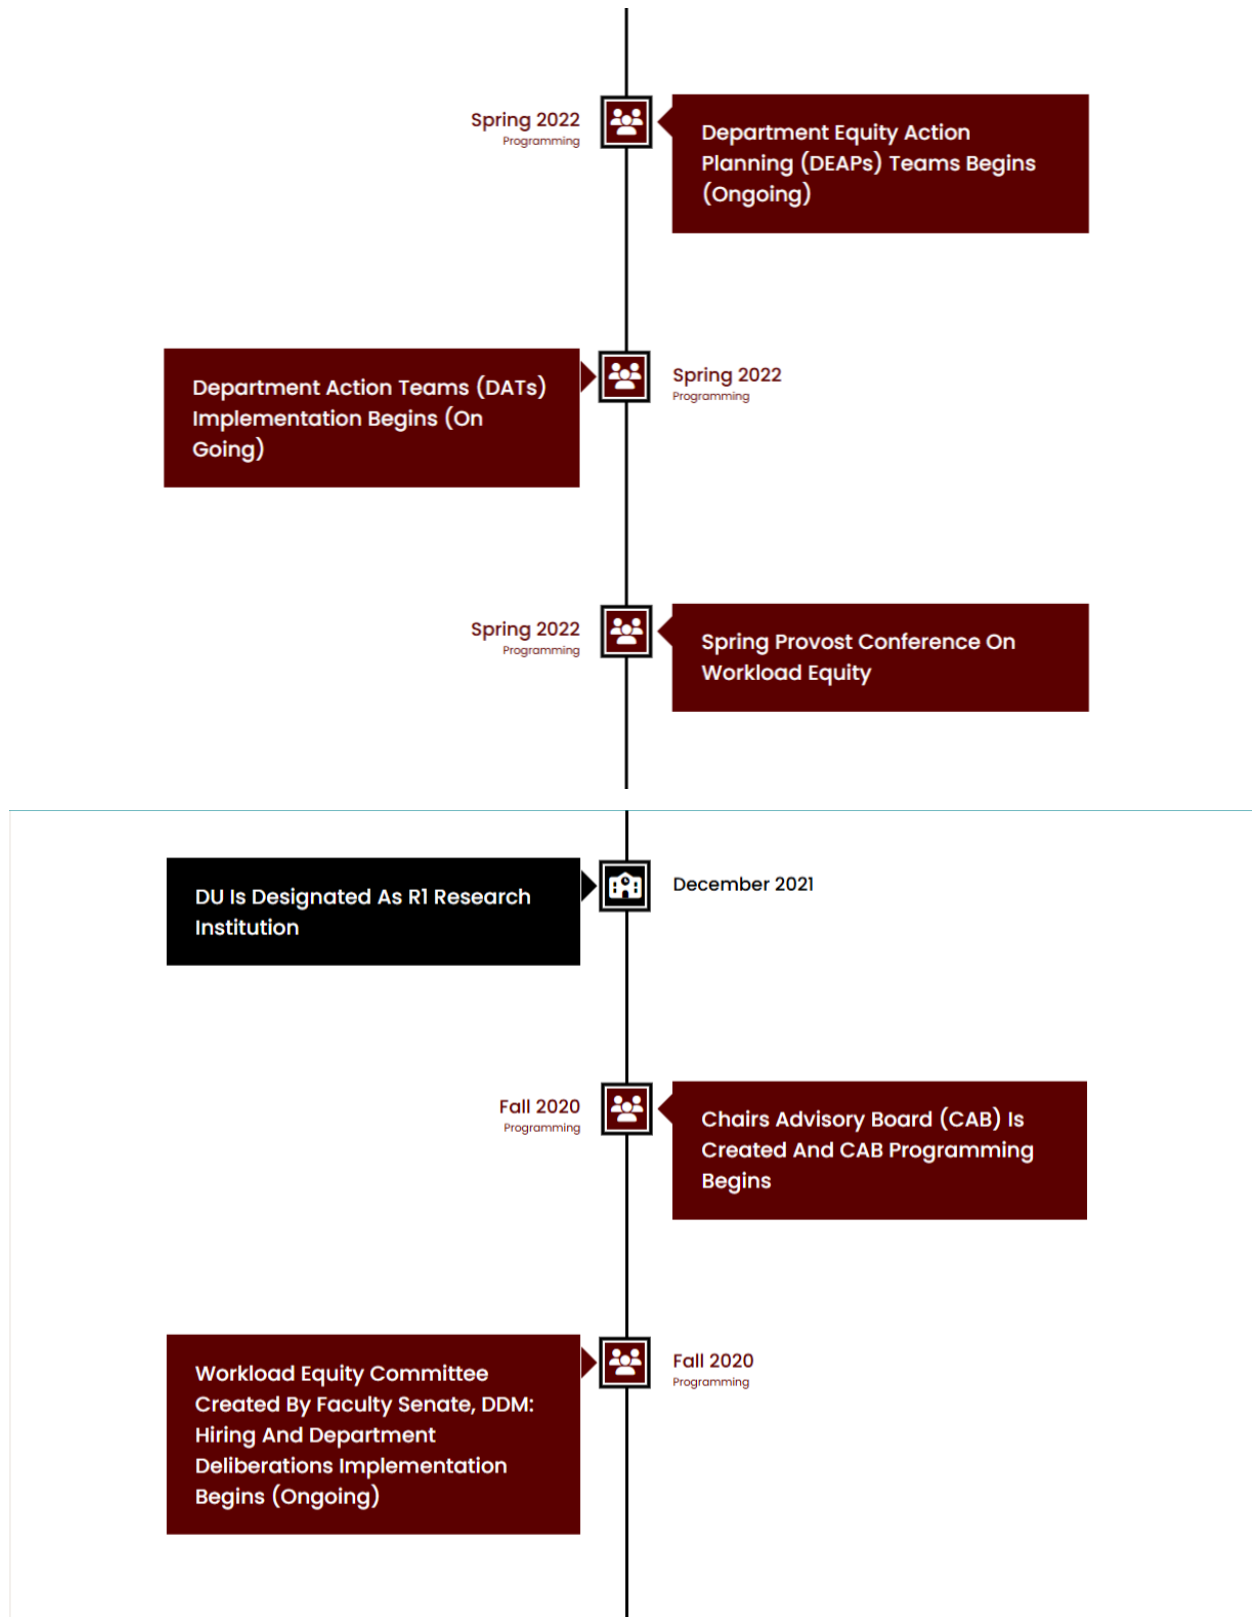 Spring 2022
Programming
Department Equity Action
Planning (DEAPs) Teams Begins
(Ongoing)
Department Action Teams (DATs)
Implementation Begins (On
Going)
Spring 2022
Programming
Spring 2022
Programming
Spring Provost Conference On
Workload Equity
DU Is Designated As R1 Research
Institution
December 2021
Fall 2020
Programming
Chairs Advisory Board (CAB) Is
Created And CAB Programming
Begins
Workload Equity Committee
Created By Faculty Senate, DDM:
Hiring And Department
Deliberations Implementation
Begins (Ongoing)
Fall 2020
Programming